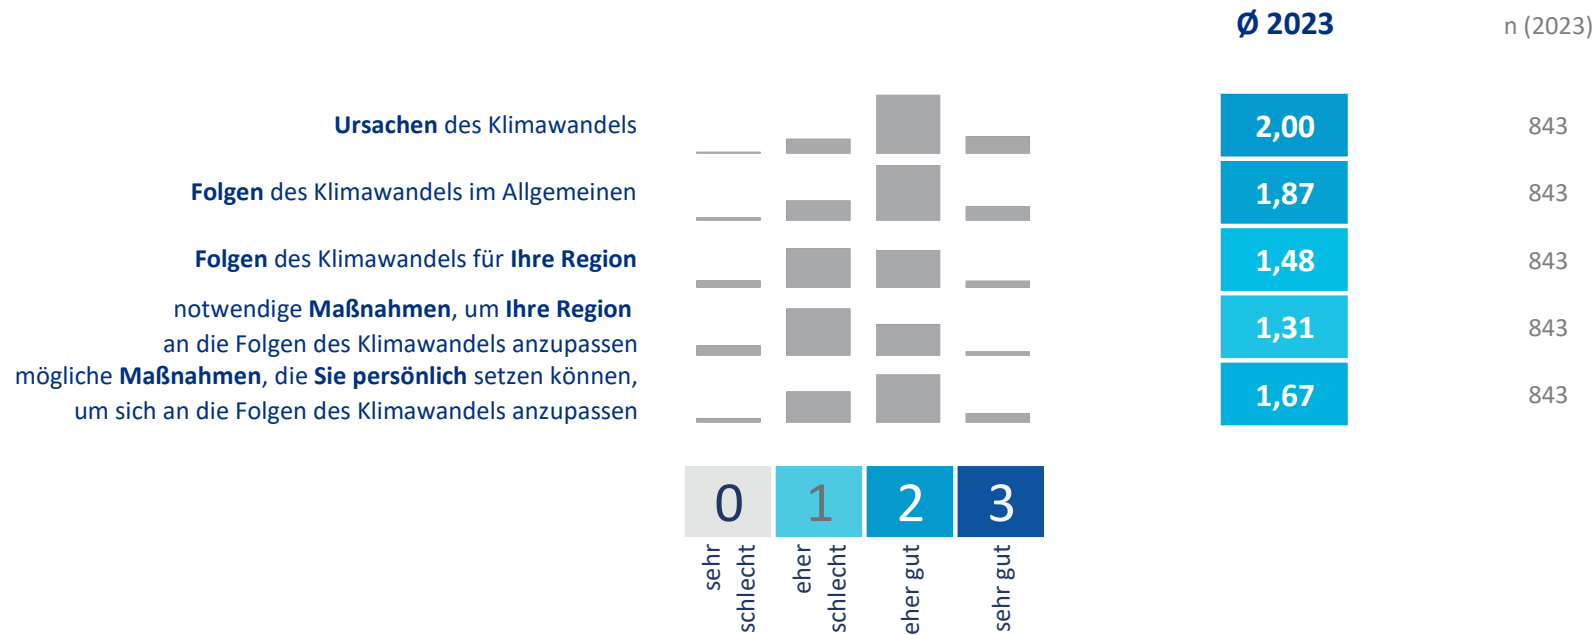 Ø 2023 n (2023)
Ursachen des Klimawandels 2,00 843
Folgen des Klimawandels im Allgemeinen 1,87 843
Folgen des Klimawandels für Ihre Region 1,48 843
notwendige Maßnahmen, um Ihre Region
an die Folgen des Klimawandels anzupassen 1,31 843
mögliche Maßnahmen, die Sie persönlich setzen können,
um sich an die Folgen des Klimawandels anzupassen 1,67 843
0 1 2 3
sehr
schlecht
eher
schlecht
eher gut
sehr gut